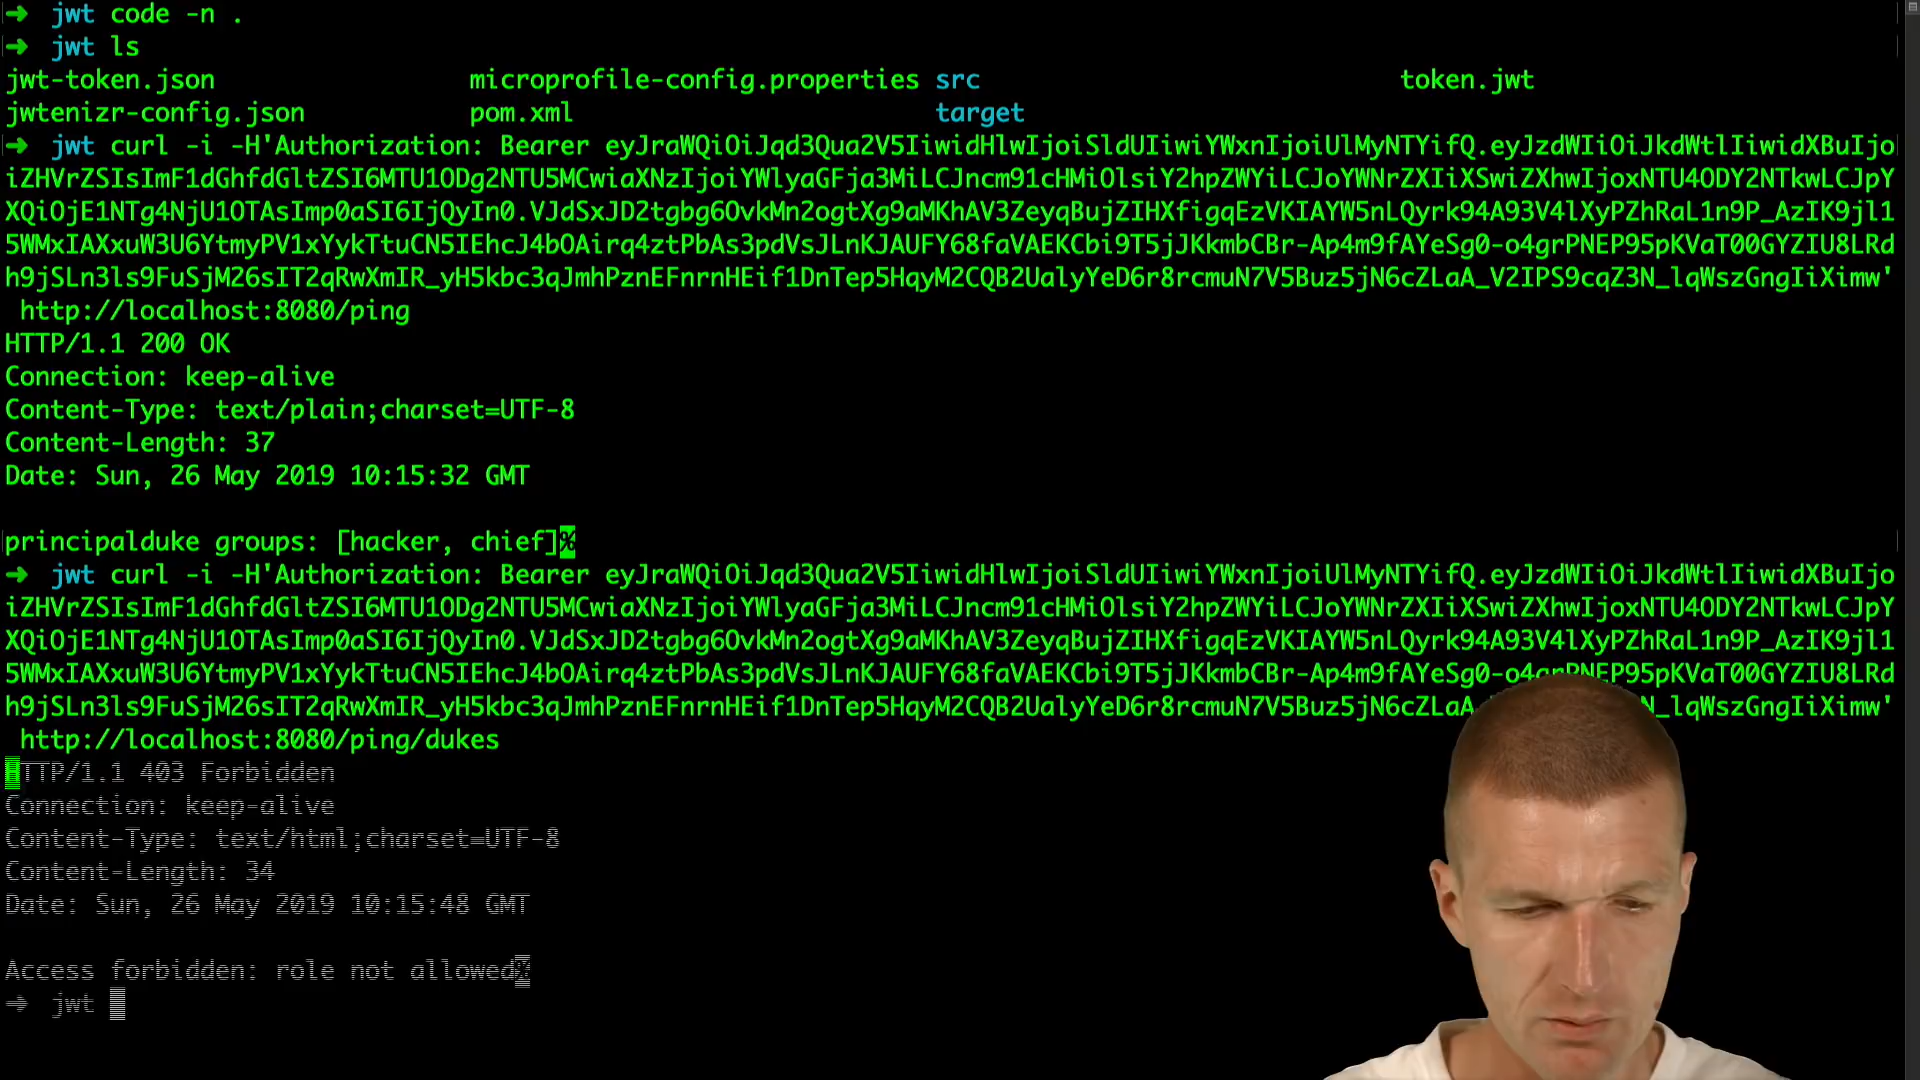 ➜ jwt code -n .
➜ jwt ls
jwt-token.json microprofile-config.properties src token.jwt
jwtenizr-config.json pom.xml target
➜ jwt curl -i -H'Authorization: Bearer eyJraWQiOiJqd3Qua2V5IiwidHlwIjoiSldUIiwiYWxnIjoiUlMyNTYifQ.eyJzdWIiOiJkdWtlIiwidXBuIjo
iZHVrZSIsImF1dGhfdGltZSI6MTU1ODg2NTU5MCwiaXNzIjoiYWlyaGFja3MiLCJncm91cHMiOlsiY2hpZWYiLCJoYWNrZXIiXSwiZXhwIjoxNTU4ODY2NTkwLCJpY
XQiOjE1NTg4NjU1OTAsImp0aSI6IjQyIn0.VJdSxJD2tgbg6OvkMn2ogtXg9aMKhAV3ZeyqBujZIHXfigqEzVKIAYW5nLQyrk94A93V4lXyPZhRaL1n9P_AzIK9jl1
5WMxIAXxuW3U6YtmyPV1xYykTtuCN5IEhcJ4bOAirq4ztPbAs3pdVsJLnKJAUFY68faVAEKCbi9T5jJKkmbCBr-Ap4m9fAYeSg0-o4grPNEP95pKVaT00GYZIU8LRd
h9jSLn3ls9FuSjM26sIT2qRwXmIR_yH5kbc3qJmhPznEFnrnHEif1DnTep5HqyM2CQB2UalyYeD6r8rcmuN7V5Buz5jN6cZLaA_V2IPS9cqZ3N_lqWszGngIiXimw'
http://localhost:8080/ping
HTTP/1.1 200 OK
Connection: keep-alive
Content-Type: text/plain;charset=UTF-8
Content-Length: 37
Date: Sun, 26 May 2019 10:15:32 GMT
principalduke groups: [hacker, chief]%
➜ jwt curl -i -H'Authorization: Bearer eyJraWQiOiJqd3Qua2V5IiwidHlwIjoiSldUIiwiYWxnIjoiUlMyNTYifQ.eyJzdWIiOiJkdWtlIiwidXBuIjo
iZHVrZSIsImF1dGhfdGltZSI6MTU1ODg2NTU5MCwiaXNzIjoiYWlyaGFja3MiLCJncm91cHMiOlsiY2hpZWYiLCJoYWNrZXIiXSwiZXhwIjoxNTU4ODY2NTkwLCJpY
XQiOjE1NTg4NjU1OTAsImp0aSI6IjQyIn0.VJdSxJD2tgbg6OvkMn2ogtXg9aMKhAV3ZeyqBujZIHXfigqEzVKIAYW5nLQyrk94A93V4lXyPZhRaL1n9P_AzIK9jl1
5WMxIAXxuW3U6YtmyPV1xYykTtuCN5IEhcJ4bOAirq4ztPbAs3pdVsJLnKJAUFY68faVAEKCbi9T5jJKkmbCBr-Ap4m9fAYeSg0-o4grPNEP95pKVaT00GYZIU8LRd
h9jSLn3ls9FuSjM26sIT2qRwXmIR_yH5kbc3qJmhPznEFnrnHEif1DnTep5HqyM2CQB2UalyYeD6r8rcmuN7V5Buz5jN6cZLaA N_lqWszGngIiXimw'
http://localhost:8080/ping/dukes
HTTP/1.1 403 Forbidden
Connection: keep-alive
Content-Type: text/html;charset=UTF-8
Content-Length: 34
Date: Sun, 26 May 2019 10:15:48 GMT
Access forbidden: role not allowed%
➜ jwt